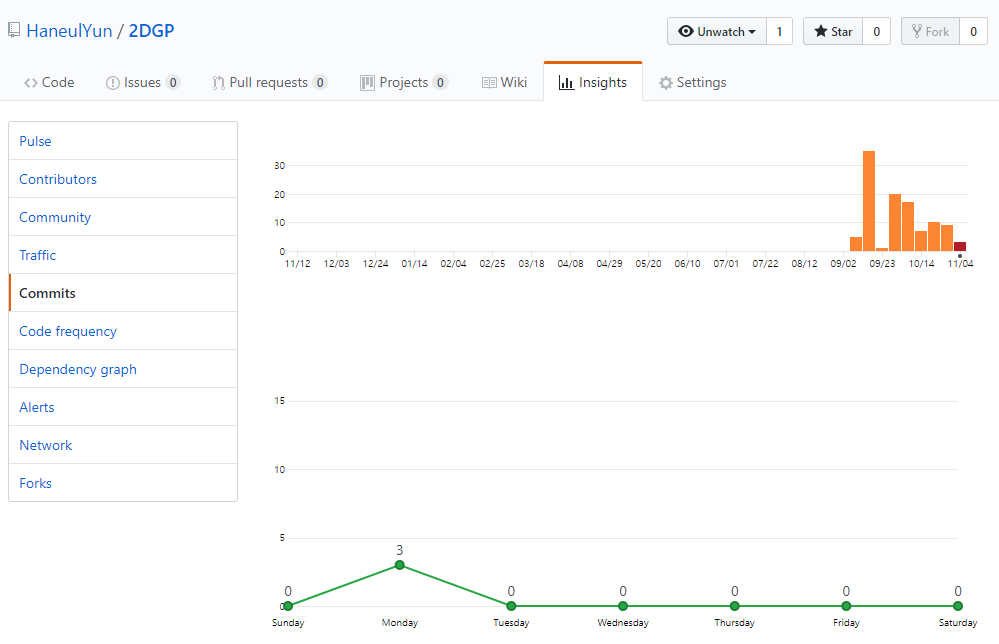 HaneulYun / 2DGP
Unwatch 1 Star 0 Fork 0
Code Issues 0 Pull requests 0 Projects 0 Wiki Insights Settings
Pulse
Contributors
Community
Traffic
Commits
Code frequency
Dependency graph
Alerts
Network
Forks
30
20
10
0
11/12 12/03 12/24 01/14 02/04 02/25 03/18 04/08 04/29 05/20 06/10 07/01 07/22 08/12 09/02 09/23 10/14 11/04
15
10
5
0
0 3 0 0 0 0 0
Sunday Monday Tuesday Wednesday Thursday Friday Saturday